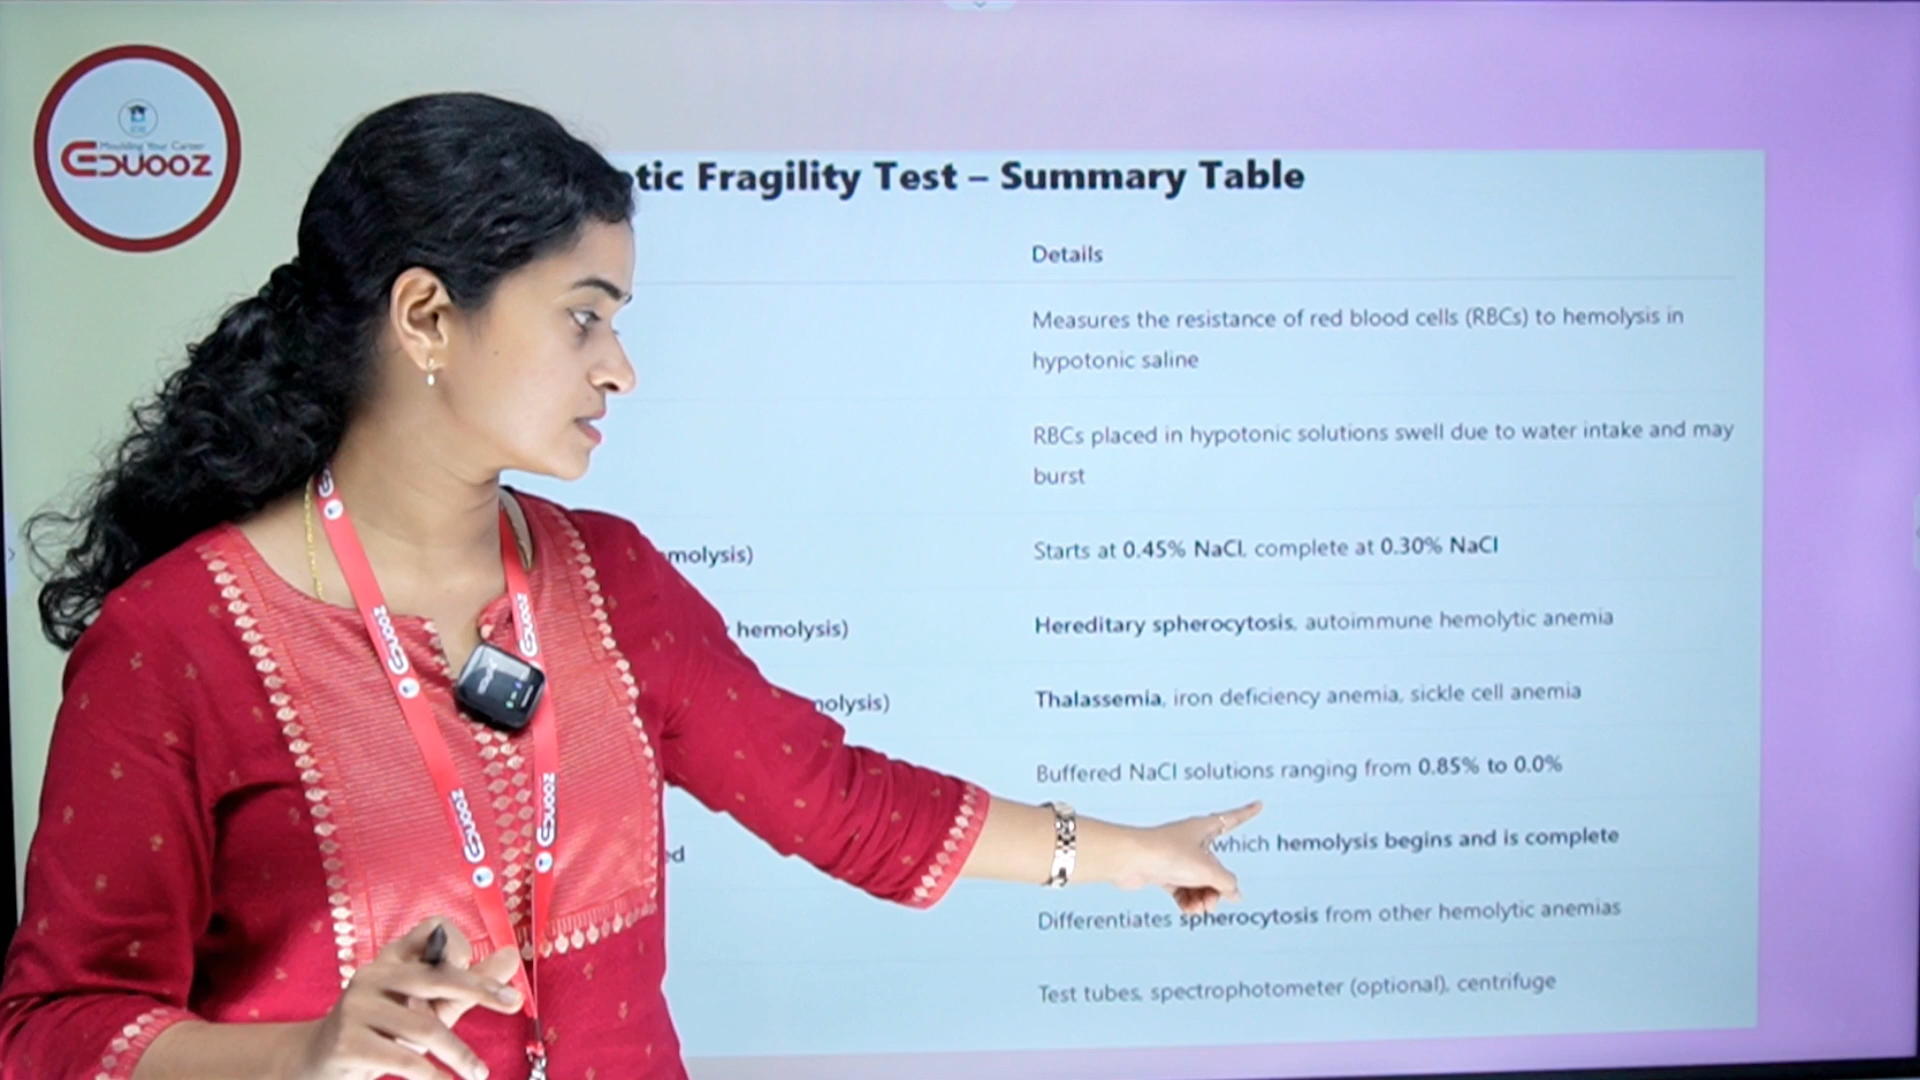 Moulding Your Career
EDUOOZ
tic Fragility Test – Summary Table
Details
Measures the resistance of red blood cells (RBCs) to hemolysis in
hypotonic saline
RBCs placed in hypotonic solutions swell due to water intake and may
burst
molysis)
Starts at 0.45% NaCl, complete at 0.30% NaCl
hemolysis)
Hereditary spherocytosis, autoimmune hemolytic anemia
nolysis)
Thalassemia, iron deficiency anemia, sickle cell anemia
Buffered NaCl solutions ranging from 0.85% to 0.0%
ed
which hemolysis begins and is complete
Differentiates spherocytosis from other hemolytic anemias
Test tubes, spectrophotometer (optional), centrifuge
EDUOOZ
EDUOOZ
EDUOOZ
EDUOOZ